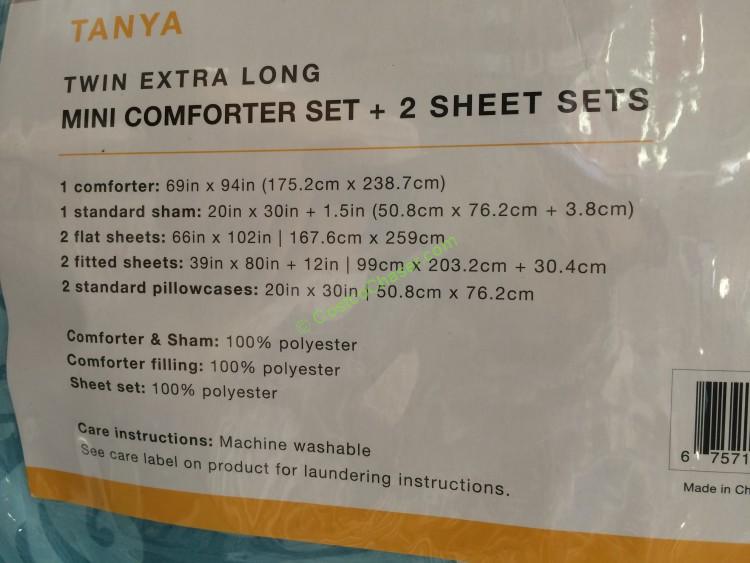 TANYA
TWIN EXTRA LONG
MINI COMFORTER SET + 2 SHEET SETS
1 comforter: 69in x 94in (175.2cm x 238.7cm)
1 standard sham: 20in x 30in + 1.5in (50.8cm x 76.2cm + 3.8cm)
2 flat sheets: 66in x 102in | 167.6cm x 259cm
2 fitted sheets: 39in x 80in + 12in | 99cm x 203.2cm + 30.4cm
2 standard pillowcases: 20in x 30in | 50.8cm x 76.2cm
© CostcoChaser.com
Comforter & Sham: 100% polyester
Comforter filling: 100% polyester
Sheet set: 100% polyester
Care instructions: Machine washable
See care label on product for laundering instructions.
6 7571
Made in Ch